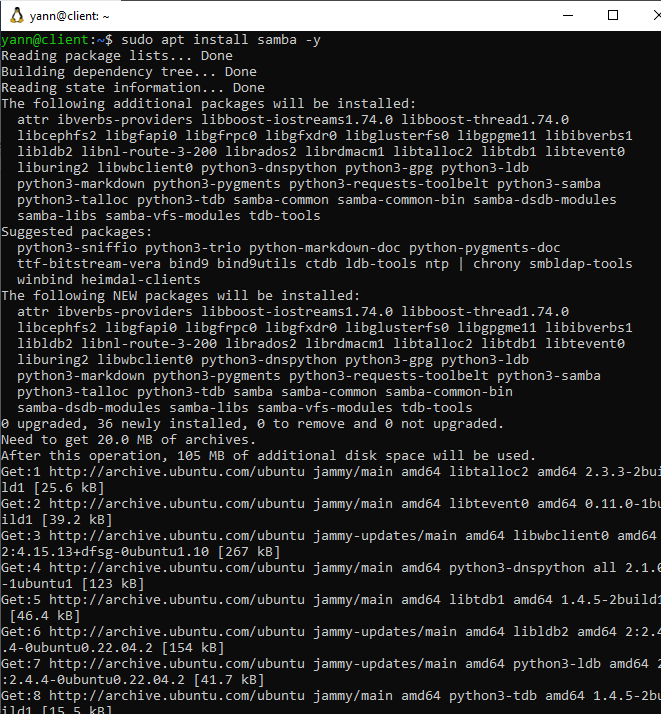 yann@client: ~
yann@client:~$ sudo apt install samba -y
Reading package lists... Done
Building dependency tree... Done
Reading state information... Done
The following additional packages will be installed:
  attr ibverbs-providers libboost-iostreams1.74.0 libboost-thread1.74.0
  libcephfs2 libgfapi0 libgfrpc0 libgfxdr0 libglusterfs0 libgpgme11 libibverbs1
  libldb2 libnl-route-3-200 librados2 librdmacm1 libtalloc2 libtdb1 libtevent0
  liburing2 libwbclient0 python3-dnspython python3-gpg python3-ldb
  python3-markdown python3-pygments python3-requests-toolbelt python3-samba
  python3-talloc python3-tdb samba-common samba-common-bin samba-dsdb-modules
  samba-libs samba-vfs-modules tdb-tools
Suggested packages:
  python3-sniffio python3-trio python-markdown-doc python-pygments-doc
  ttf-bitstream-vera bind9 bind9utils ctdb ldb-tools ntp | chrony smbldap-tools
  winbind heimdal-clients
The following NEW packages will be installed:
  attr ibverbs-providers libboost-iostreams1.74.0 libboost-thread1.74.0
  libcephfs2 libgfapi0 libgfrpc0 libgfxdr0 libglusterfs0 libgpgme11 libibverbs1
  libldb2 libnl-route-3-200 librados2 librdmacm1 libtalloc2 libtdb1 libtevent0
  liburing2 libwbclient0 python3-dnspython python3-gpg python3-ldb
  python3-markdown python3-pygments python3-requests-toolbelt python3-samba
  python3-talloc python3-tdb samba samba-common samba-common-bin
  samba-dsdb-modules samba-libs samba-vfs-modules tdb-tools
0 upgraded, 36 newly installed, 0 to remove and 0 not upgraded.
Need to get 20.0 MB of archives.
After this operation, 105 MB of additional disk space will be used.
Get:1 http://archive.ubuntu.com/ubuntu jammy/main amd64 libtalloc2 amd64 2.3.3-2bui
ld1 [25.6 kB]
Get:2 http://archive.ubuntu.com/ubuntu jammy/main amd64 libtevent0 amd64 0.11.0-1bu
ild1 [39.2 kB]
Get:3 http://archive.ubuntu.com/ubuntu jammy-updates/main amd64 libwbclient0 amd64
2:4.15.13+dfsg-0ubuntu1.10 [267 kB]
Get:4 http://archive.ubuntu.com/ubuntu jammy/main amd64 python3-dnspython all 2.1.0
-1ubuntu1 [123 kB]
Get:5 http://archive.ubuntu.com/ubuntu jammy/main amd64 libtdb1 amd64 1.4.5-2build1
 [46.4 kB]
Get:6 http://archive.ubuntu.com/ubuntu jammy-updates/main amd64 libldb2 amd64 2:2.4
.4-0ubuntu0.22.04.2 [154 kB]
Get:7 http://archive.ubuntu.com/ubuntu jammy-updates/main amd64 python3-ldb amd64 2
:2.4.4-0ubuntu0.22.04.2 [41.7 kB]
Get:8 http://archive.ubuntu.com/ubuntu jammy/main amd64 python3-tdb amd64 1.4.5-2bu
ild1 [15.5 kB]